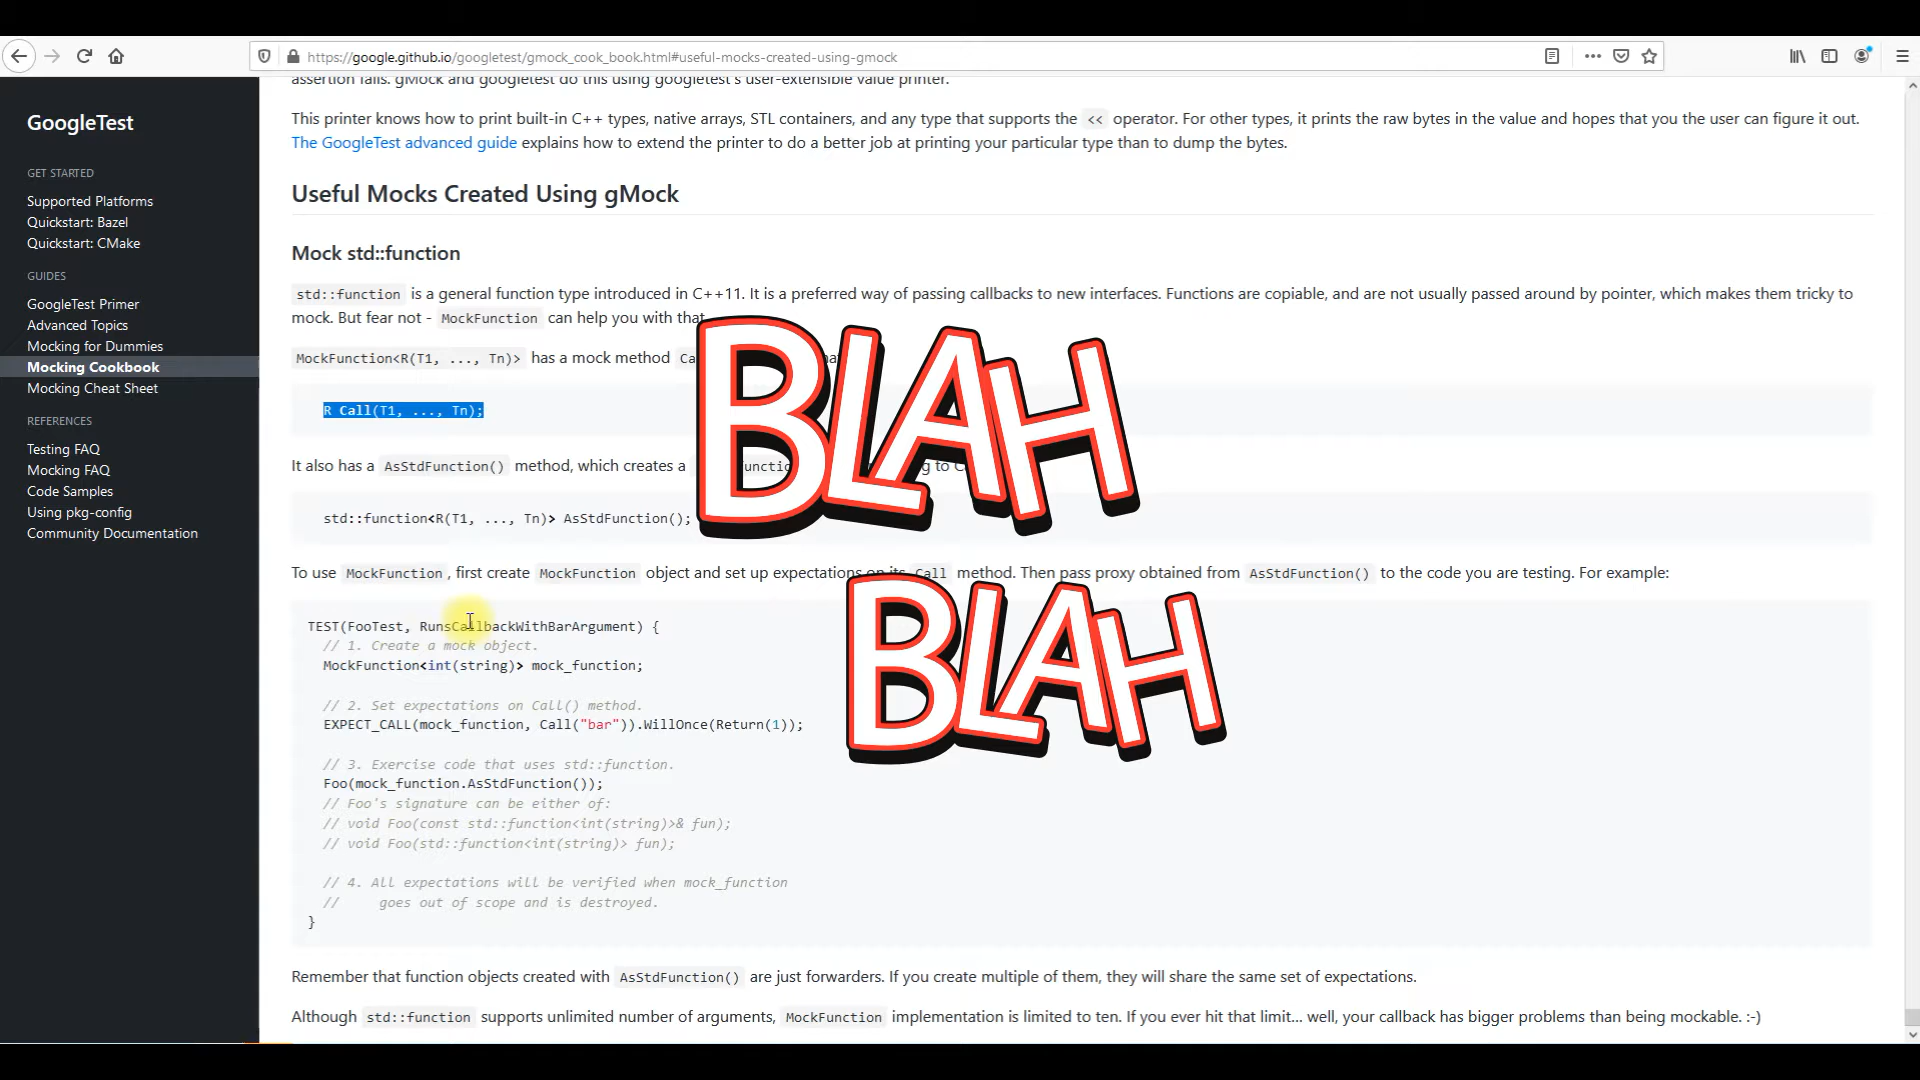 https://google.github.io/googletest/gmock_cook_book.html#useful-mocks-created-using-gmock
GoogleTest
GET STARTED
Supported Platforms
Quickstart: Bazel
Quickstart: CMake
GUIDES
GoogleTest Primer
Advanced Topics
Mocking for Dummies
Mocking Cookbook
Mocking Cheat Sheet
REFERENCES
Testing FAQ
Mocking FAQ
Code Samples
Using pkg-config
Community Documentation
assertion fails. gMock and googletest do this using googletest's user-extensible value printer.
This printer knows how to print built-in C++ types, native arrays, STL containers, and any type that supports the << operator. For other types, it prints the raw bytes in the value and hopes that you the user can figure it out.
The GoogleTest advanced guide explains how to extend the printer to do a better job at printing your particular type than to dump the bytes.
Useful Mocks Created Using gMock
Mock std::function
std::function is a general function type introduced in C++11. It is a preferred way of passing callbacks to new interfaces. Functions are copiable, and are not usually passed around by pointer, which makes them tricky to
mock. But fear not - MockFunction can help you with that.
MockFunction<R(T1, ..., Tn)> has a mock method
R Call(T1, ..., Tn);
It also has a AsStdFunction() method, which creates a
std::function<R(T1, ..., Tn)> AsStdFunction();
BLAH
To use MockFunction, first create MockFunction object and set up expectations on its Call method. Then pass proxy obtained from AsStdFunction() to the code you are testing. For example:
BLAH
TEST(FooTest, RunsCallbackWithBarArgument) {
// 1. Create a mock object.
MockFunction<int(string)> mock_function;
// 2. Set expectations on Call() method.
EXPECT_CALL(mock_function, Call("bar")).WillOnce(Return(1));
// 3. Exercise code that uses std::function.
Foo(mock_function.AsStdFunction());
// Foo's signature can be either of:
// void Foo(const std::function<int(string)>& fun);
// void Foo(std::function<int(string)> fun);
// 4. All expectations will be verified when mock_function
// goes out of scope and is destroyed.
}
Remember that function objects created with AsStdFunction() are just forwarders. If you create multiple of them, they will share the same set of expectations.
Although std::function supports unlimited number of arguments, MockFunction implementation is limited to ten. If you ever hit that limit... well, your callback has bigger problems than being mockable. :-)